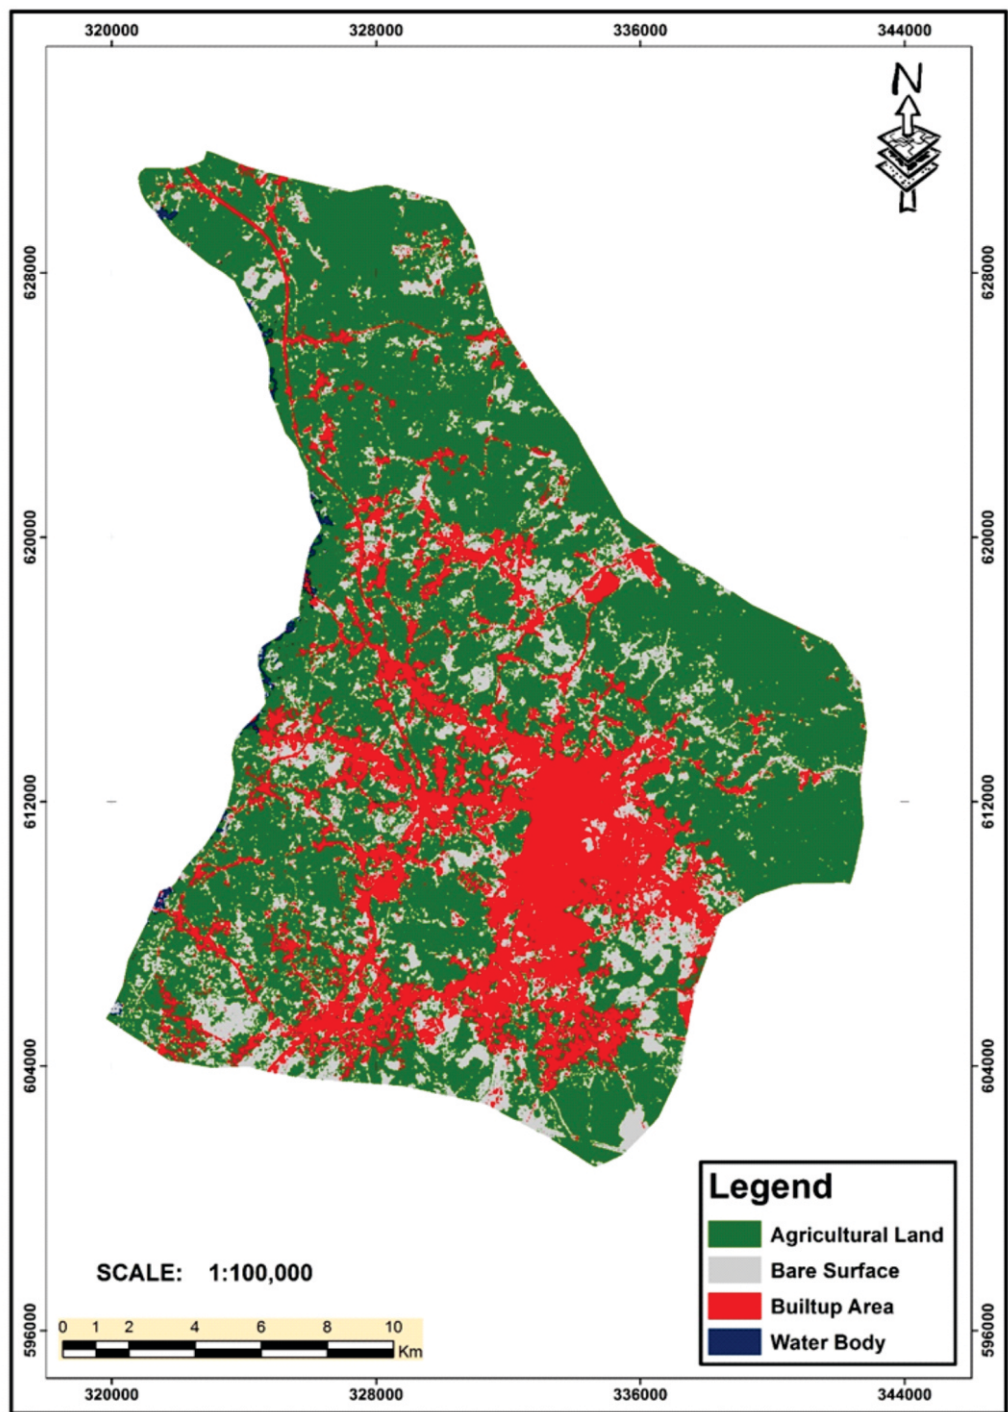 320000 328000 336000 344000
N
628000 628000
620000 620000
612000 612000
604000 604000
596000 596000
Legend
Agricultural Land
Bare Surface
Builtup Area
Water Body
SCALE: 1:100,000
0 1 2 4 6 8 10
Km
320000 328000 336000 344000